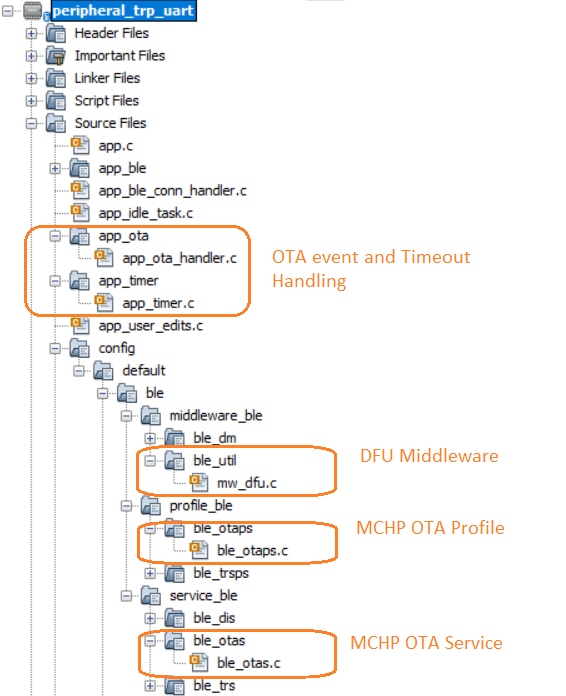 peripheral_trp_uart
Header Files
Important Files
Linker Files
Script Files
Source Files
app.c
app_ble
app_ble_conn_handler.c
app_idle_task.c
app_ota
app_ota_handler.c
app_timer
app_timer.c
OTA event and Timeout
Handling
app_user_edits.c
config
default
ble
middleware_ble
ble_dm
ble_util
mw_dfu.c
DFU Middleware
profile_ble
ble_otaps
ble_otaps.c
MCHP OTA Profile
ble_trsps
service_ble
ble_dis
ble_otas
ble_otas.c
MCHP OTA Service
ble_trs